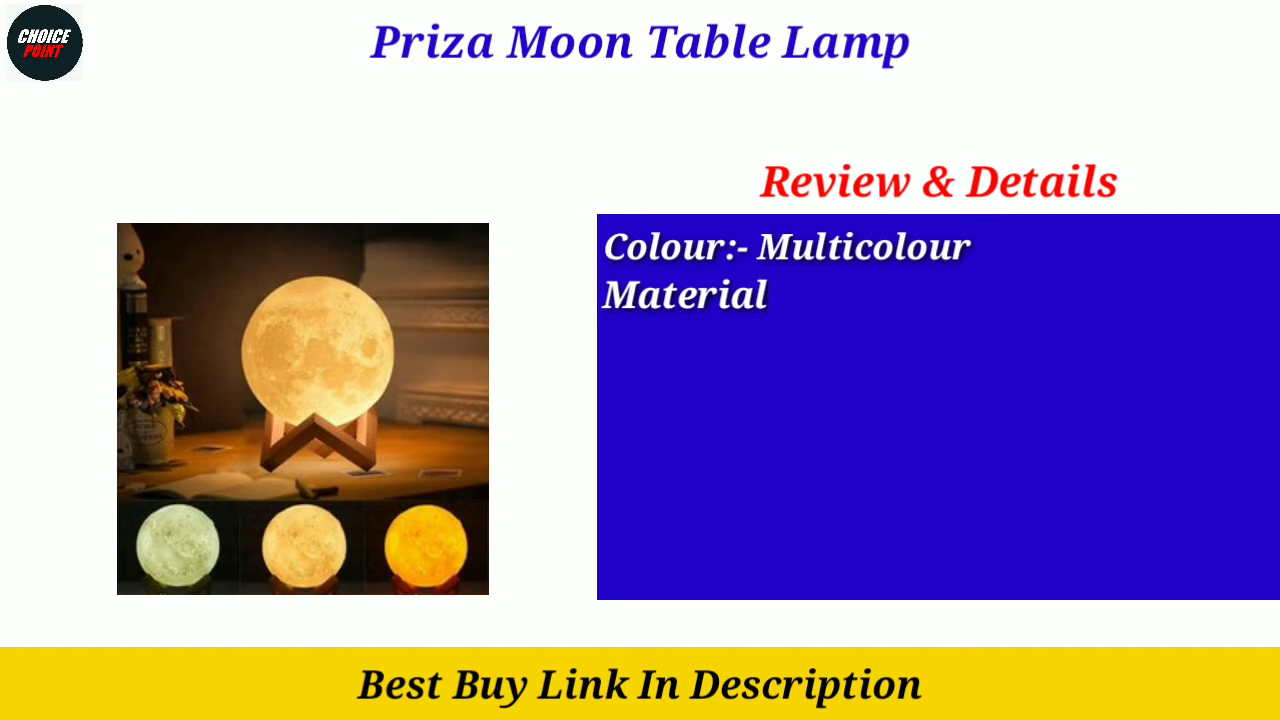 CHOICE
POINT
Priza Moon Table Lamp
Review & Details
Colour:- Multicolour
Material
Best Buy Link In Description